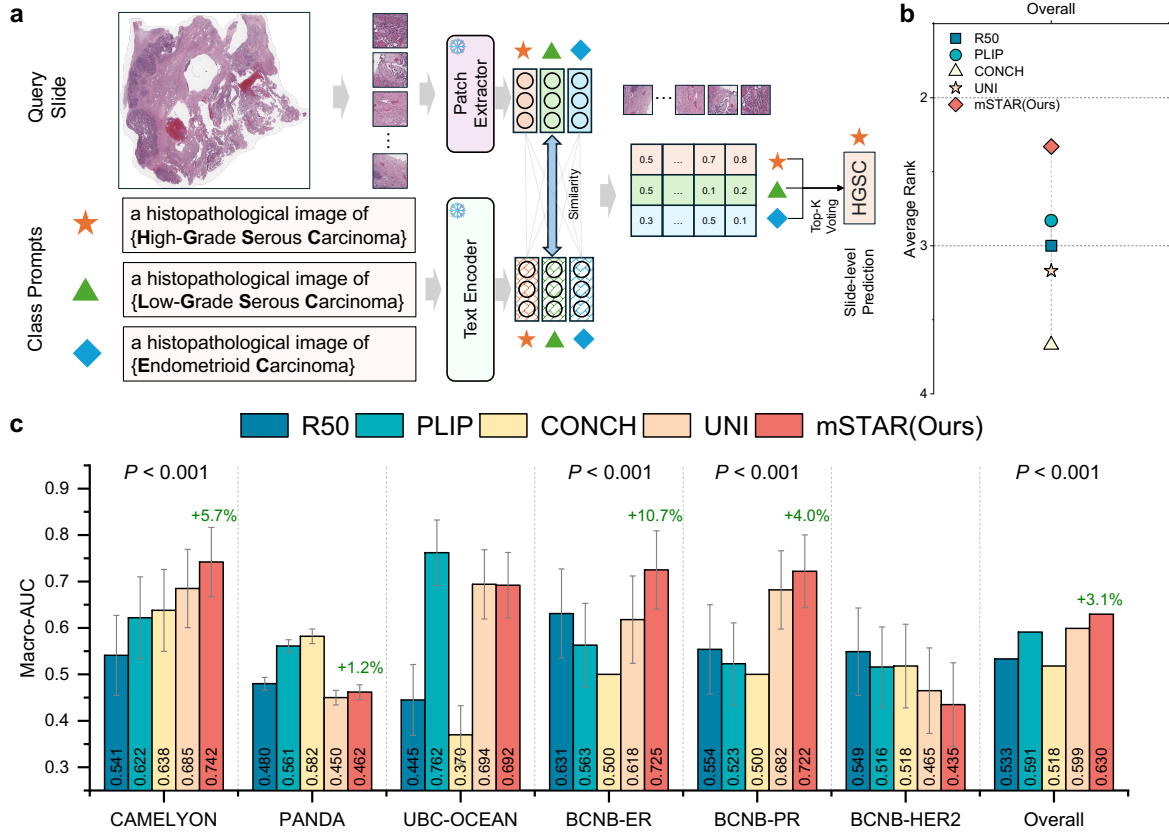 a
Query
Slide
Patch
Extractor
Class Prompts
a histopathological image of
{High-Grade Serous Carcinoma}
a histopathological image of
{Low-Grade Serous Carcinoma}
a histopathological image of
{Endometrioid Carcinoma}
Text Encoder
Similarity
0.5 ... 0.7 0.8
0.5 ... 0.1 0.2
0.3 ... 0.5 0.1
Top-K
Voting
HGSC
Slide-level
Prediction
b
Overall
R50
PLIP
CONCH
UNI
mSTAR(Ours)
Average Rank
2
3
4
c
R50 PLIP CONCH UNI mSTAR(Ours)
Macro-AUC
0.9
0.8
0.7
0.6
0.5
0.4
0.3
P < 0.001 P < 0.001 P < 0.001 P < 0.001
+5.7% +1.2% +10.7% +4.0% +3.1%
0.541 0.622 0.638 0.685 0.742
0.480 0.561 0.582 0.450 0.462
0.445 0.762 0.370 0.694 0.692
0.631 0.563 0.500 0.618 0.725
0.554 0.523 0.500 0.682 0.722
0.549 0.516 0.518 0.465 0.435
0.533 0.591 0.518 0.599 0.630
CAMELYON PANDA UBC-OCEAN BCNB-ER BCNB-PR BCNB-HER2 Overall